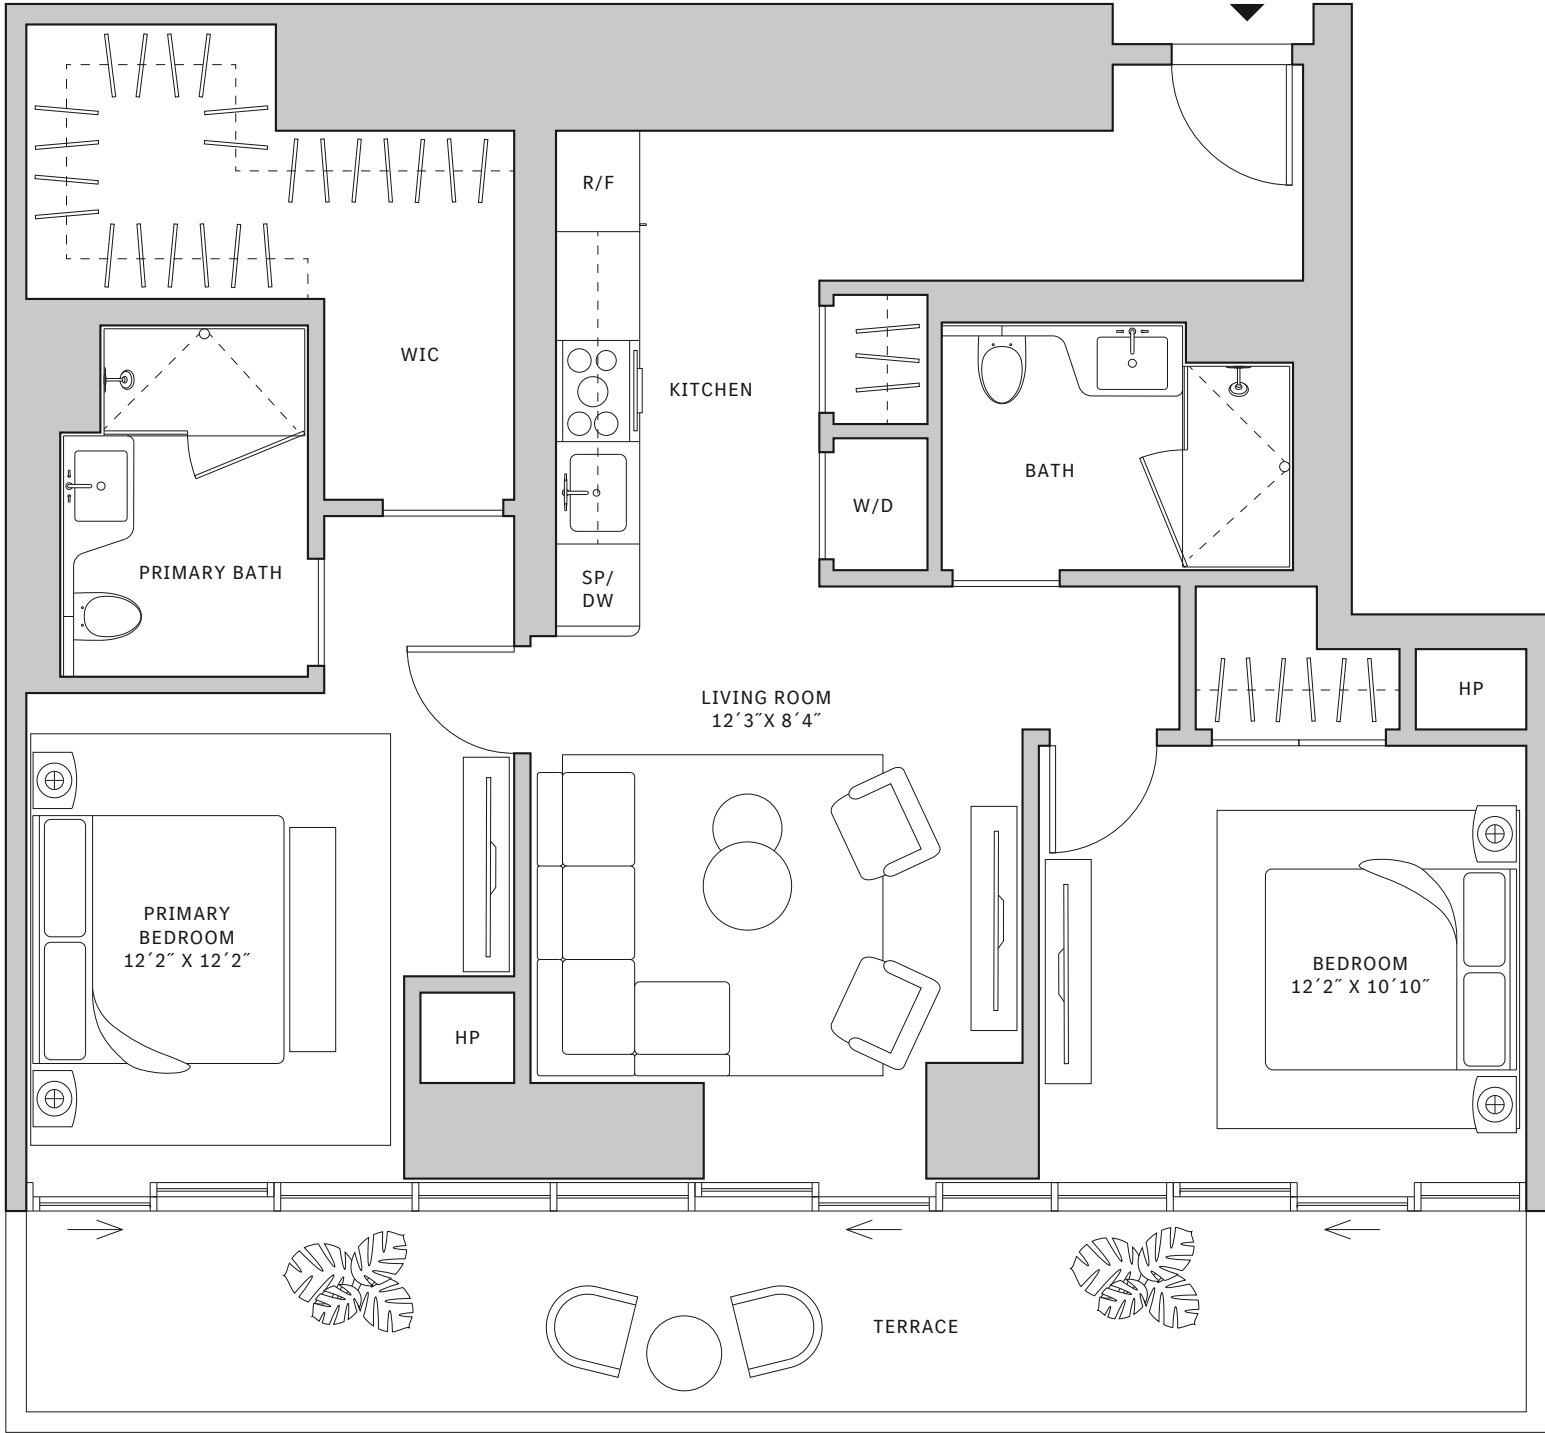 R/F
WIC
KITCHEN
BATH
W/D
PRIMARY BATH
SP/
DW
LIVING ROOM
12´3˝X 8´4˝
HP
PRIMARY
BEDROOM
12´2˝ X 12´2˝
BEDROOM
12´2˝ X 10´10˝
HP
TERRACE